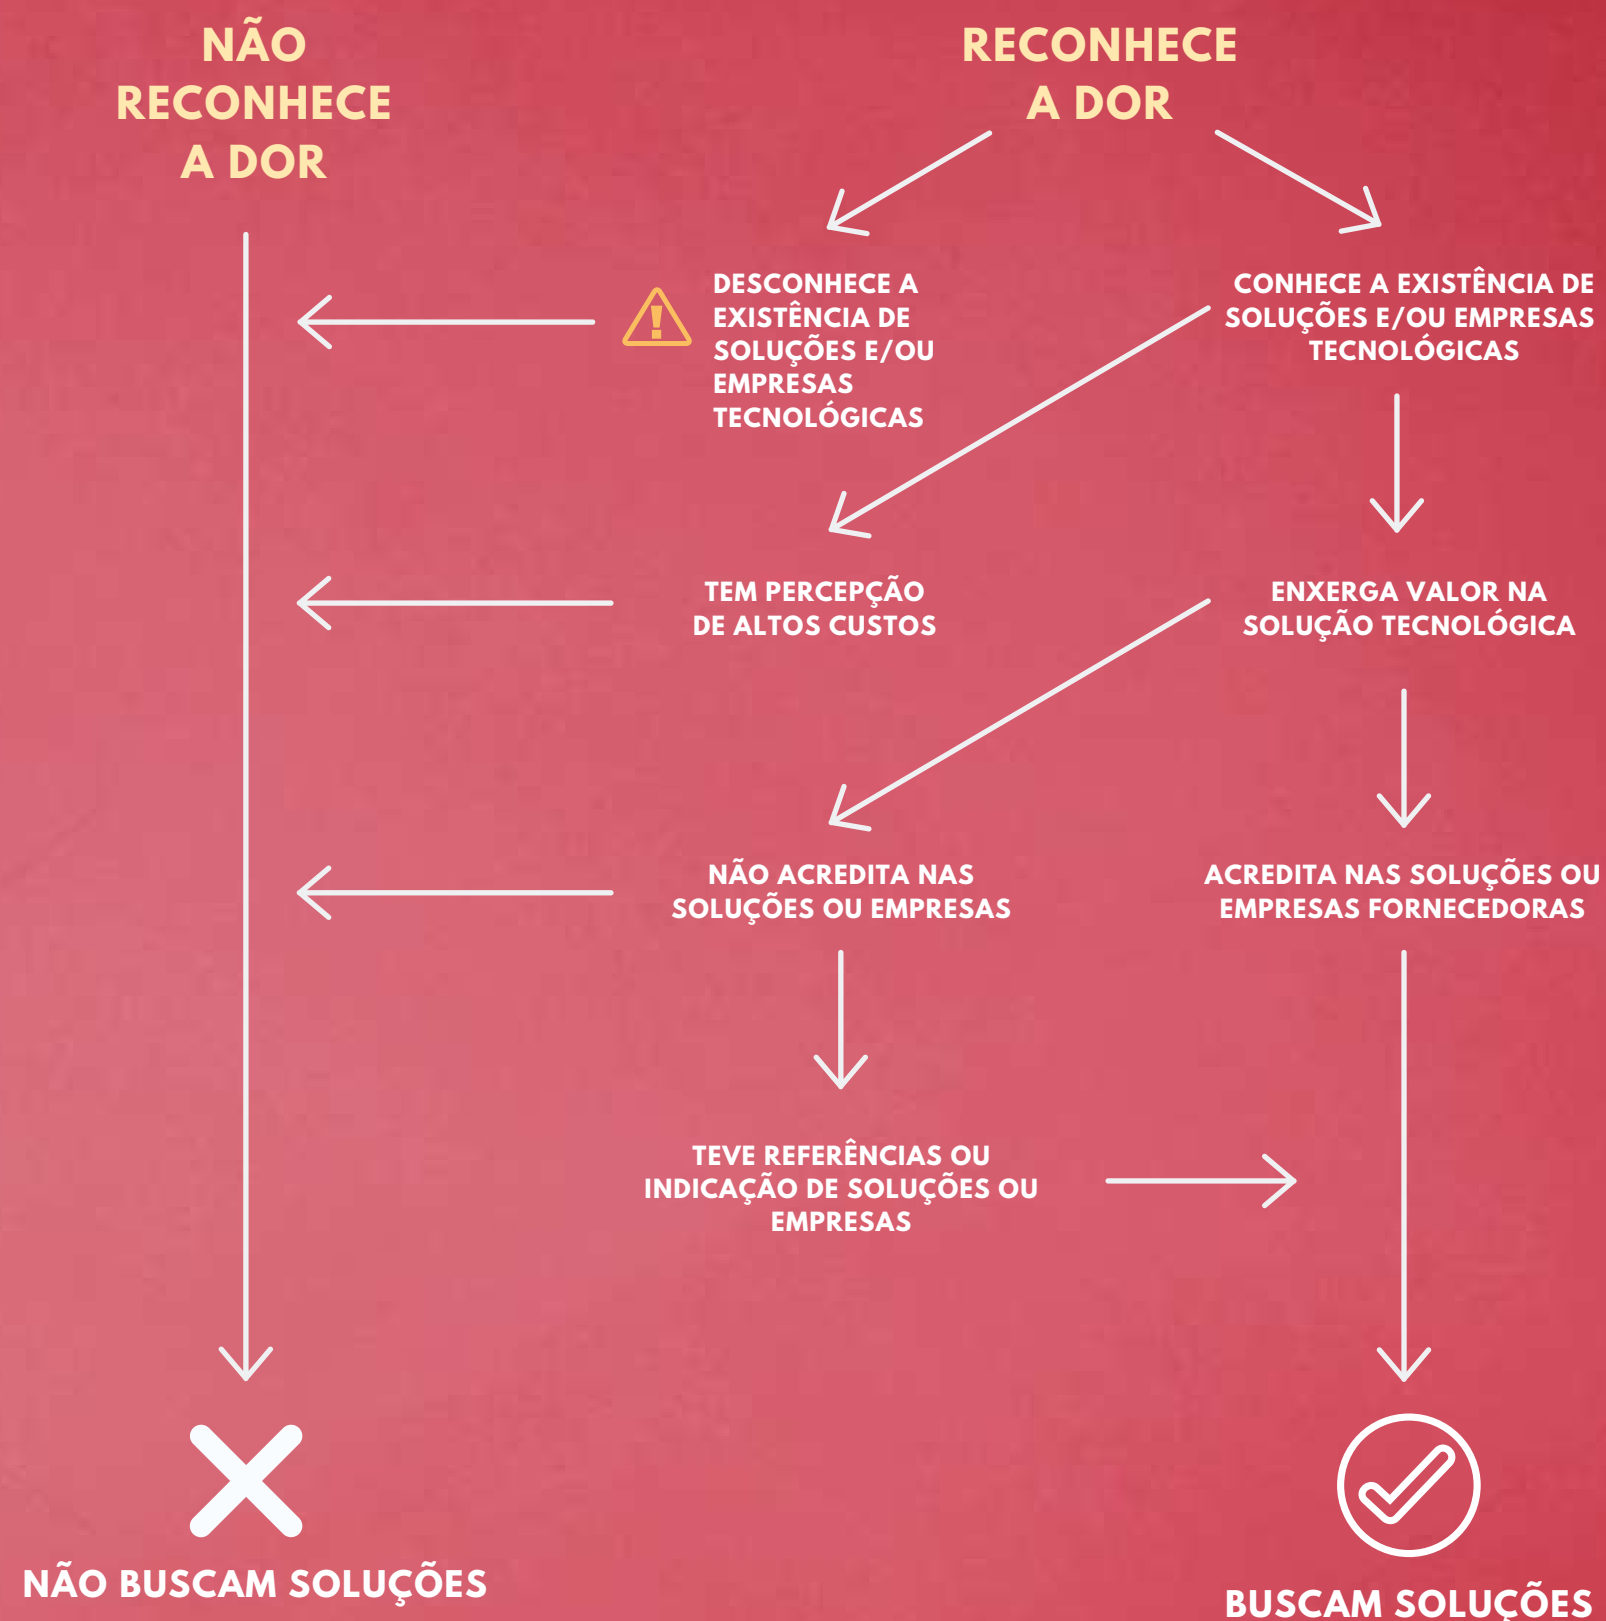 NÃO
RECONHECE
A DOR
RECONHECE
A DOR
DESCONHECE A
EXISTÊNCIA DE
SOLUÇÕES E/OU
EMPRESAS
TECNOLÓGICAS
CONHECE A EXISTÊNCIA DE
SOLUÇÕES E/OU EMPRESAS
TECNOLÓGICAS
TEM PERCEPÇÃO
DE ALTOS CUSTOS
ENXERGA VALOR NA
SOLUÇÃO TECNOLÓGICA
NÃO ACREDITA NAS
SOLUÇÕES OU EMPRESAS
ACREDITA NAS SOLUÇÕES OU
EMPRESAS FORNECEDORAS
TEVE REFERÊNCIAS OU
INDICAÇÃO DE SOLUÇÕES OU
EMPRESAS
NÃO BUSCAM SOLUÇÕES
BUSCAM SOLUÇÕES